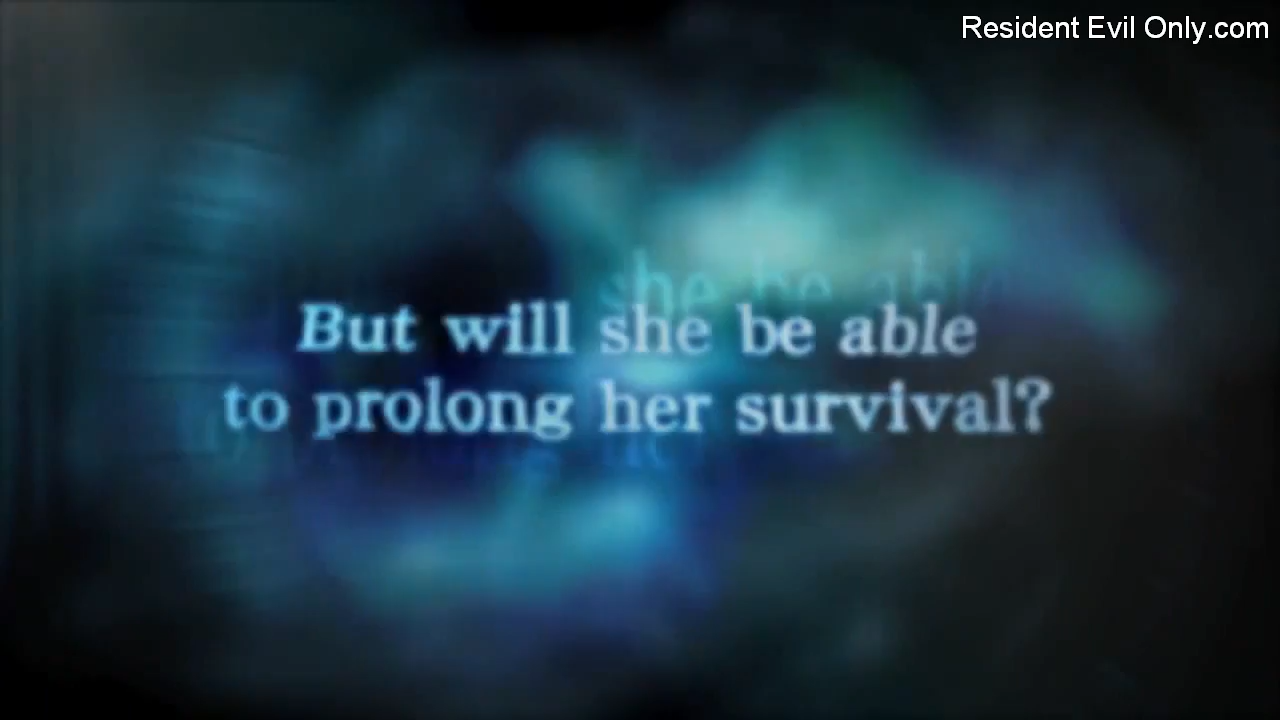 Resident Evil Only.com
But will she be able
to prolong her survival?